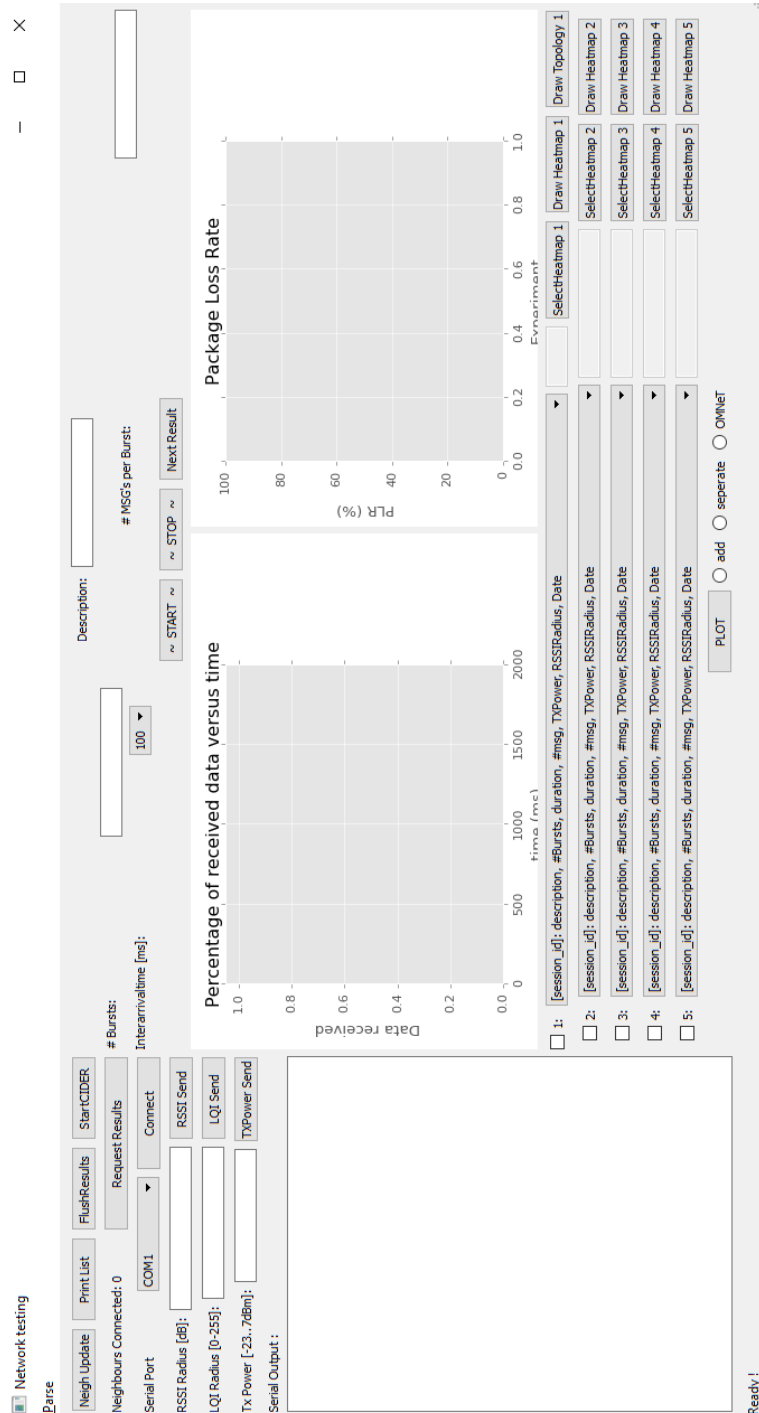 Network testing
Parse
Neigh Update Print List FlushResults StartCIDER
Neighbours Connected: 0 Request Results
Serial Port COM1 Connect
RSSI Radius [dB]: RSSI Send
LQI Radius [0-255]: LQI Send
Tx Power [-23..7dBm]: TXPower Send
Serial Output :
Description:
# Bursts: # MSG's per Burst:
Interarrivaltime [ms]: 100
~ START ~ ~ STOP ~ Next Result
Percentage of received data versus time
Data received
1.0
0.8
0.6
0.4
0.2
0.0
0 500 1000 1500 2000
time (ms)
Package Loss Rate
PLR (%)
100
80
60
40
20
0
0.0 0.2 0.4 0.6 0.8 1.0
Experiment
1: [session_id]: description, #Bursts, duration, #msg, TXPower, RSSIRadius, Date SelectHeatmap 1 Draw Heatmap 1 Draw Topology 1
2: [session_id]: description, #Bursts, duration, #msg, TXPower, RSSIRadius, Date SelectHeatmap 2 Draw Heatmap 2
3: [session_id]: description, #Bursts, duration, #msg, TXPower, RSSIRadius, Date SelectHeatmap 3 Draw Heatmap 3
4: [session_id]: description, #Bursts, duration, #msg, TXPower, RSSIRadius, Date SelectHeatmap 4 Draw Heatmap 4
5: [session_id]: description, #Bursts, duration, #msg, TXPower, RSSIRadius, Date SelectHeatmap 5 Draw Heatmap 5
PLOT add seperate OMNeT
Ready !